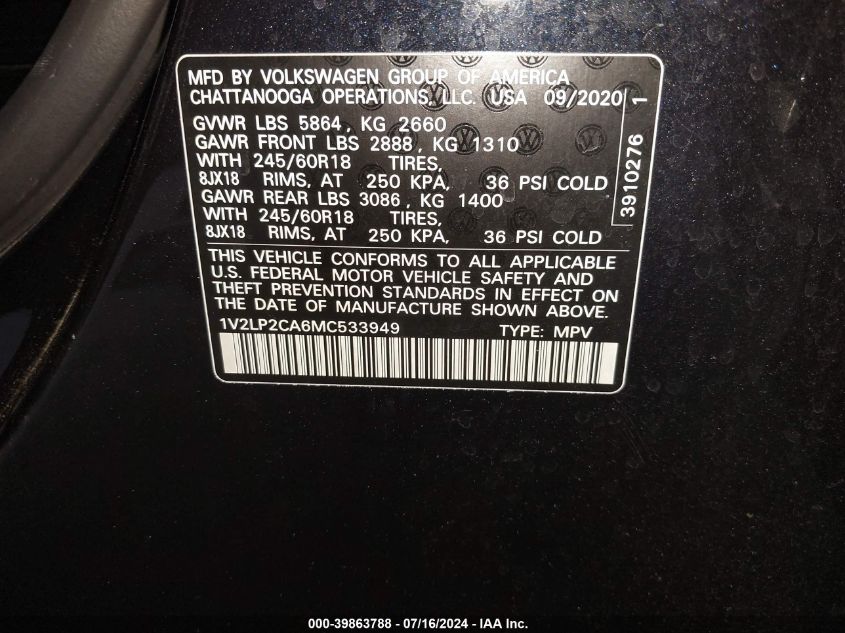 MFD BY VOLKSWAGEN GROUP OF AMERICA
CHATTANOOGA OPERATIONS, LLC. USA 09/2020
GVWR LBS 5864, KG 2660
GAWR FRONT LBS 2888, KG 1310
WITH 245/60R18 TIRES,
8JX18 RIMS, AT 250 KPA, 36 PSI COLD
GAWR REAR LBS 3086, KG 1400
WITH 245/60R18 TIRES,
8JX18 RIMS, AT 250 KPA, 36 PSI COLD
3910276 1
THIS VEHICLE CONFORMS TO ALL APPLICABLE
U.S. FEDERAL MOTOR VEHICLE SAFETY AND
THEFT PREVENTION STANDARDS IN EFFECT ON
THE DATE OF MANUFACTURE SHOWN ABOVE.
1V2LP2CA6MC533949 TYPE: MPV
000-39863788 - 07/16/2024 - IAA Inc.